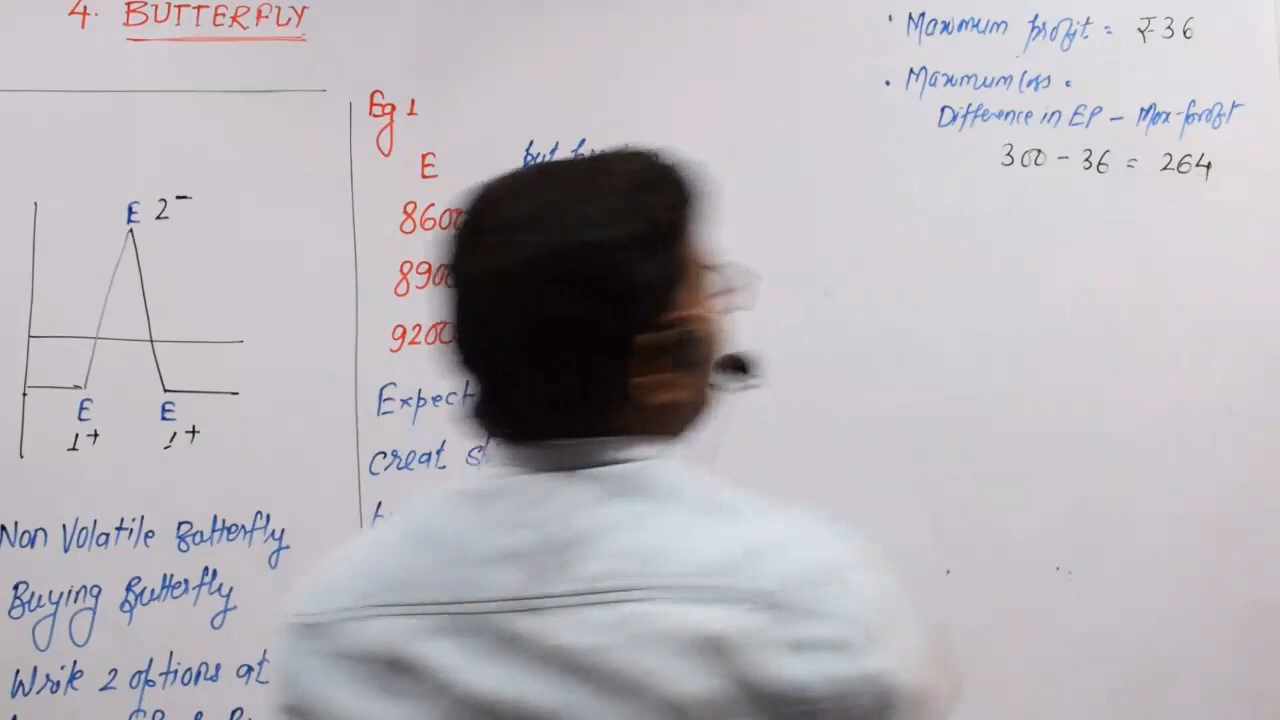 4. BUTTERFLY
E 2-
E
E
1+
1+
Non Volatile Butterfly
Buying Butterfly
Write 2 options at
Eg 1
E
8600
8900
9200
Expect
creat
• Maximum profit = ₹36
• Maximum loss =
Difference in EP - Max-profit
300 - 36 = 264